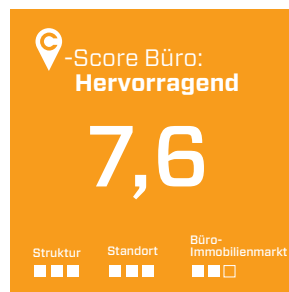 C-Score Büro:
Hervorragend
7,6
Struktur
Standort
Büro-
Immobilienmarkt